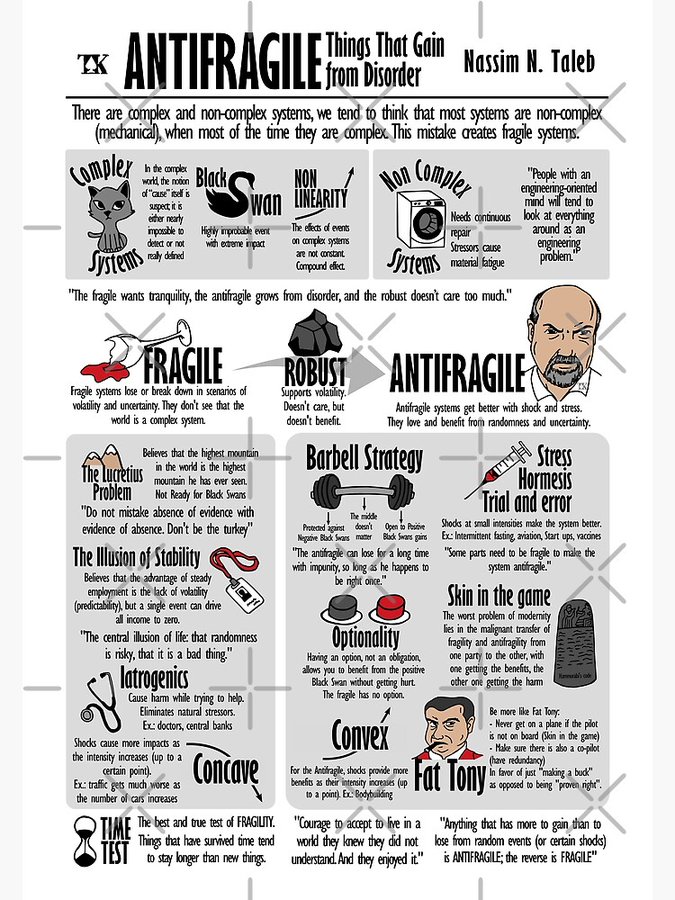 TK
ANTIFRAGILE
Things That Gain
from Disorder
Nassim N. Taleb
There are complex and non-complex systems, we tend to think that most systems are non-complex
(mechanical), when most of the time they are complex. This mistake creates fragile systems.
Complex
Systems
In the complex
world, the notion
of "cause" itself is
suspect; it is
either nearly
impossible to
detect or not
really defined
Black
Swan
Highly improbable event
with extreme impact
NON
LINEARITY
The effects of events
on complex systems
are not constant.
Compound effect.
Non Complex
Systems
Needs continuous
repair
Stressors cause
material fatigue
"People with an
engineering-oriented
mind will tend to
look at everything
around as an
engineering
problem."
"The fragile wants tranquility, the antifragile grows from disorder, and the robust doesn't care too much."
FRAGILE
Fragile systems lose or break down in scenarios of
volatility and uncertainty. They don't see that the
world is a complex system.
ROBUST
Supports volatility.
Doesn't care, but
doesn't benefit.
ANTIFRAGILE
TK
Antifragile systems get better with shock and stress.
They love and benefit from randomness and uncertainty.
The Lucretius
Problem
Believes that the highest mountain
in the world is the highest
mountain he has ever seen.
Not Ready for Black Swans
"Do not mistake absence of evidence with
evidence of absence. Don't be the turkey"
The Illusion of Stability
Believes that the advantage of steady
employment is the lack of volatility
(predictability), but a single event can drive
all income to zero.
"The central illusion of life: that randomness
is risky, that it is a bad thing."
Iatrogenics
Cause harm while trying to help.
Eliminates natural stressors.
Ex.: doctors, central banks
Shocks cause more impacts as
the intensity increases (up to a
certain point).
Ex.: traffic gets much worse as
the number of cars increases
Concave
Barbell Strategy
Protected against
Negative Black Swans
The middle
doesn't
matter
Open to Positive
Black Swans gains
"The antifragile can lose for a long time
with impunity, so long as he happens to
be right once."
Optionality
Having an option, not an obligation,
allows you to benefit from the positive
Black Swan without getting hurt.
The fragile has no option.
Convex
For the Antifragile, shocks provide more
benefits as their intensity increases (up
to a point). Ex.: Bodybuilding
Stress
Hormesis
Trial and error
Shocks at small intensities make the system better.
Ex.: Intermittent fasting, aviation, Start ups, vaccines
"Some parts need to be fragile to make the
system antifragile."
Skin in the game
The worst problem of modernity
lies in the malignant transfer of
fragility and antifragility from
one party to the other, with
one getting the benefits, the
other one getting the harm
Hammurabi's code
Fat Tony
Be more like Fat Tony:
- Never get on a plane if the pilot
is not on board (Skin in the game)
- Make sure there is also a co-pilot
(have redundancy)
In favor of just "making a buck"
as opposed to being "proven right".
TIME
TEST
The best and true test of FRAGILITY.
Things that have survived time tend
to stay longer than new things.
"Courage to accept to live in a
world they knew they did not
understand. And they enjoyed it."
"Anything that has more to gain than to
lose from random events (or certain shocks)
is ANTIFRAGILE; the reverse is FRAGILE"